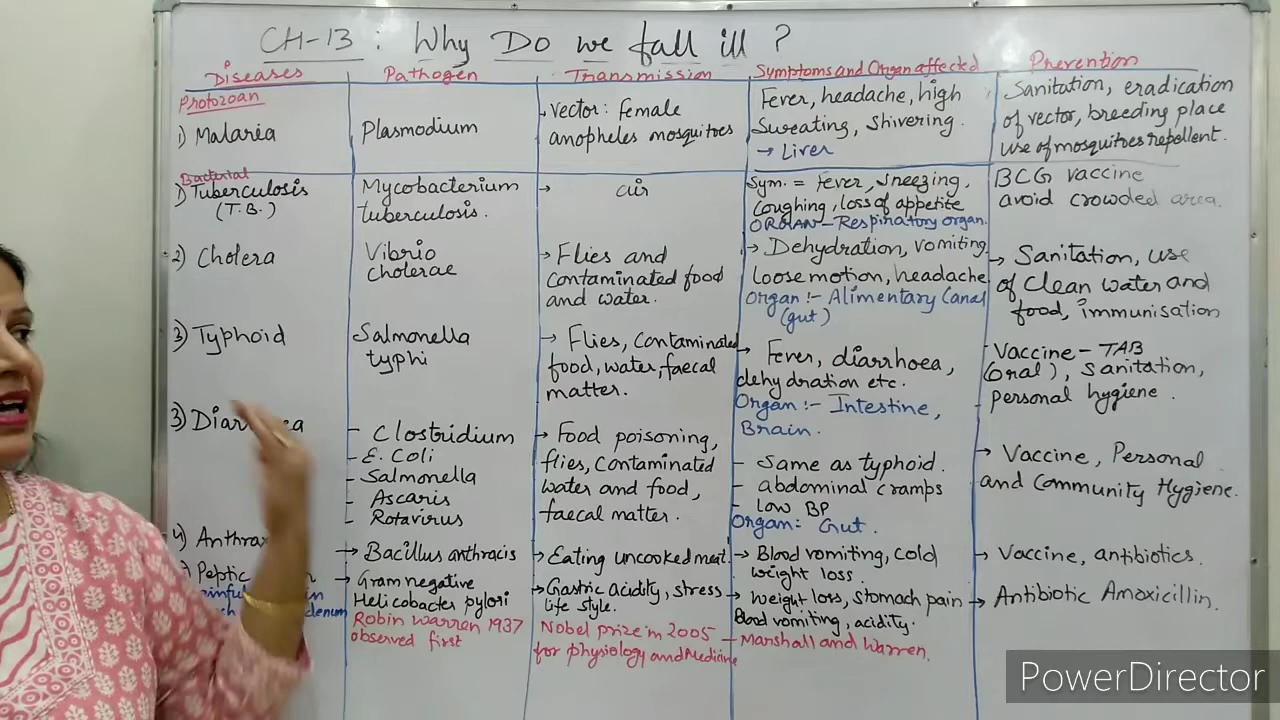 CH-13 : Why Do we fall ill ?
Diseases
Pathogen
Transmission
Symptoms and Organ affected
Prevention
Protozoan
1) Malaria
Plasmodium
vector: female
anopheles mosquitoes
Fever, headache, high
Sweating, Shivering.
→ Liver
Sanitation, eradication
of vector, breeding place
use of mosquitoes repellent.
Bacterial
1) Tuberculosis
(T.B.)
Mycobacterium
tuberculosis.
→ air
Sym. = Fever, sneezing,
Coughing, loss of appetite
ORGAN - Respiratory organ.
BCG vaccine
avoid crowded area.
2) Cholera
Vibrio
cholerae
→ Flies and
Contaminated food
and water.
→ Dehydration, vomiting
loose motion, headache
Organ :- Alimentary Canal
(gut)
→ Sanitation, use
of Clean water and
food, immunisation
3) Typhoid
Salmonella
typhi
→ Flies, contaminated
food, water, faecal
matter.
→ Fever, diarrhoea,
dehydration etc.
Organ :- Intestine,
Brain.
- Vaccine - TAB
(oral), Sanitation,
personal hygiene.
3)
- Clostridium
- E. Coli
- Salmonella
- Ascaris
- Rotavirus
→ Food poisoning,
flies, Contaminated
water and food,
faecal matter.
- Same as typhoid.
- abdominal cramps
- Low BP
Organ: Gut.
→ Vaccine, Personal
and Community Hygiene.
4)
→ Bacillus anthracis
→ Eating uncooked meat.
→ Blood vomiting, cold
weight loss.
→ Vaccine, antibiotics.
Peptic
→ Gram negative
Helicobacter pylori
Robin Warren 1937
observed first
→ Gastric acidity, stress
life style.
Nobel prize in 2005
for physiology and Medicine
→ weight loss, stomach pain
Blood vomiting, acidity.
- Marshall and Warren.
→ Antibiotic Amoxicillin.
PowerDirector